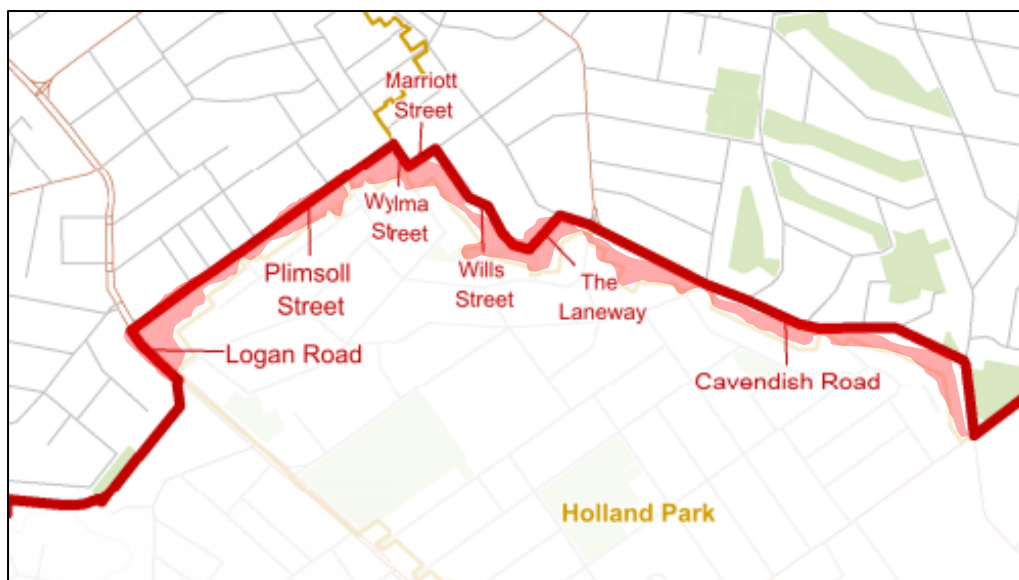 Marriott
Street
Wylma
Street
Plimsoll
Street
Wills
Street
The
Laneway
Logan Road
Cavendish Road
Holland Park